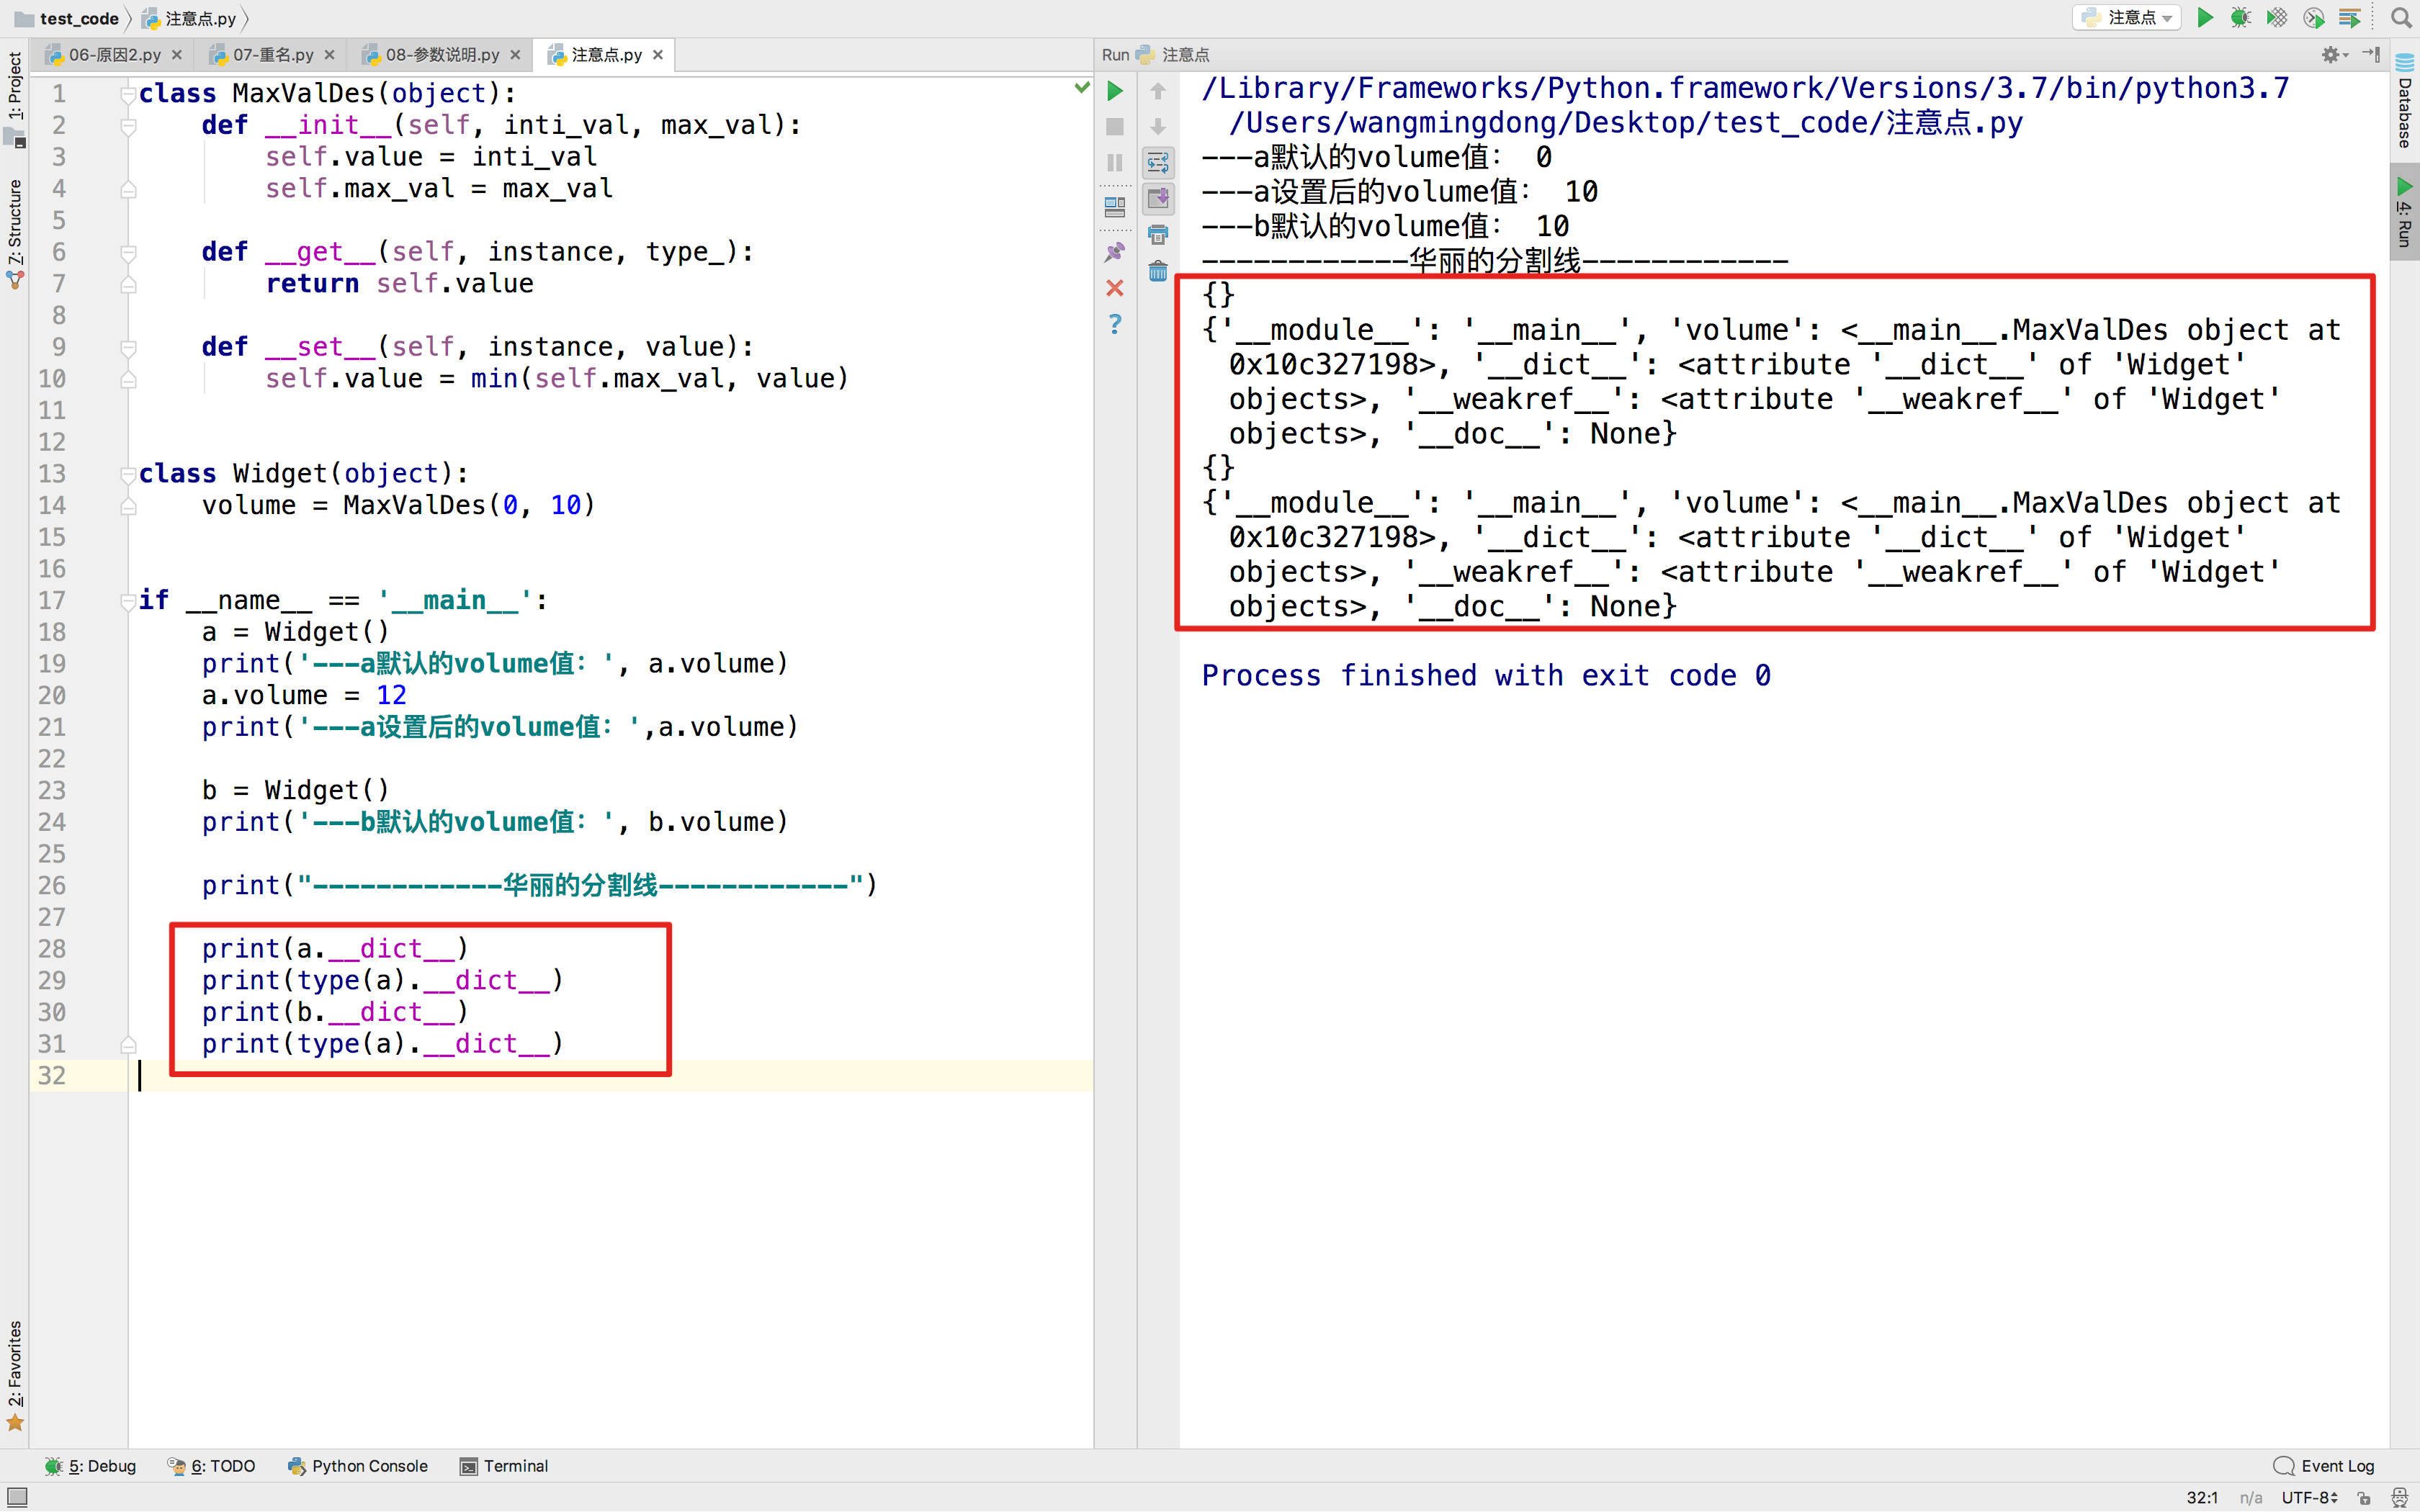 test_code
注意点.py
注意点
06-原因2.py
07-重名.py
08-参数说明.py
注意点.py
Run 注意点
1: Project
7: Structure
2: Favorites
Database
4: Run
1 class MaxValDes(object):
2 def __init__(self, inti_val, max_val):
3 self.value = inti_val
4 self.max_val = max_val
5
6 def __get__(self, instance, type_):
7 return self.value
8
9 def __set__(self, instance, value):
10 self.value = min(self.max_val, value)
11
12
13 class Widget(object):
14 volume = MaxValDes(0, 10)
15
16
17 if __name__ == '__main__':
18 a = Widget()
19 print('---a默认的volume值：', a.volume)
20 a.volume = 12
21 print('---a设置后的volume值：',a.volume)
22
23 b = Widget()
24 print('---b默认的volume值：', b.volume)
25
26 print("------------华丽的分割线------------")
27
28 print(a.__dict__)
29 print(type(a).__dict__)
30 print(b.__dict__)
31 print(type(a).__dict__)
32
/Library/Frameworks/Python.framework/Versions/3.7/bin/python3.7
/Users/wangmingdong/Desktop/test_code/注意点.py
---a默认的volume值： 0
---a设置后的volume值： 10
---b默认的volume值： 10
------------华丽的分割线------------
{}
{'__module__': '__main__', 'volume': <__main__.MaxValDes object at
0x10c327198>, '__dict__': <attribute '__dict__' of 'Widget'
objects>, '__weakref__': <attribute '__weakref__' of 'Widget'
objects>, '__doc__': None}
{}
{'__module__': '__main__', 'volume': <__main__.MaxValDes object at
0x10c327198>, '__dict__': <attribute '__dict__' of 'Widget'
objects>, '__weakref__': <attribute '__weakref__' of 'Widget'
objects>, '__doc__': None}
Process finished with exit code 0
5: Debug
6: TODO
Python Console
Terminal
Event Log
32:1
n/a
UTF-8